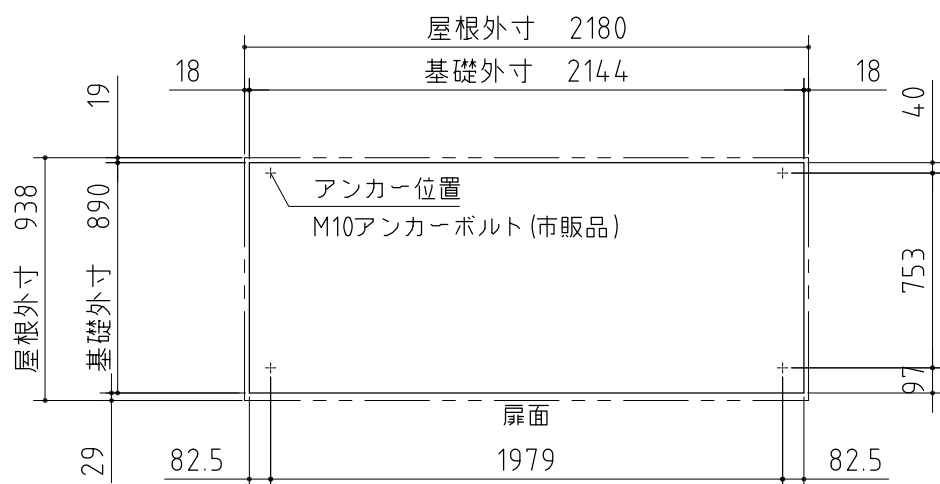 屋根外寸 2180
18 基礎外寸 2144 18
19
40
屋根外寸 938
基礎外寸 890
アンカー位置
M10アンカーボルト(市販品)
753
97
扉面
29
82.5 1979 82.5